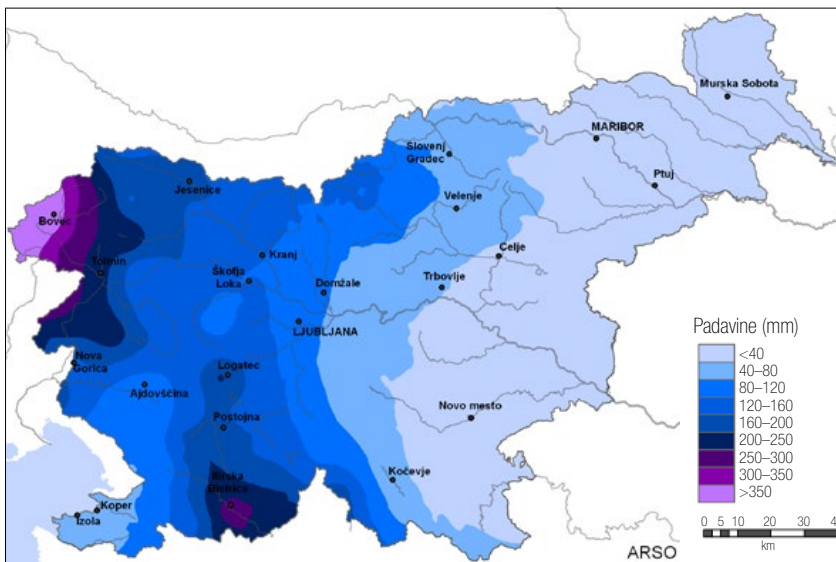 Murska Sobota
MARIBOR
Slovenj
Gradec
Ptuj
Jesenice
Velenje
Bovec
Kranj
Celje
Tolmin
Škofja
Loka
Domžale
Trbovlje
LJUBLJANA
Nova
Gorica
Logatec
Ajdovščina
Postojna
Novo mesto
Kočevje
Ilirska
Bistrica
Koper
Izola
Padavine (mm)
<40
40–80
80–120
120–160
160–200
200–250
250–300
300–350
>350
0 5 10 20 30 40
km
ARSO